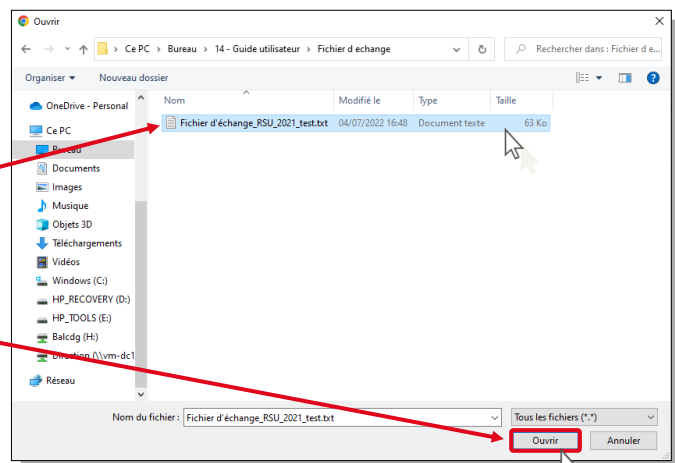 Ouvrir
Ce PC > Bureau > 14 - Guide utilisateur > Fichier d echange
Rechercher dans : Fichier d e...
Organiser
Nouveau dossier
Nom
Modifié le
Type
Taille
Fichier d'échange_RSU_2021_test.txt
04/07/2022 16:48
Document texte
63 Ko
OneDrive - Personal
Ce PC
Bureau
Documents
Images
Musique
Objets 3D
Téléchargements
Vidéos
Windows (C:)
HP_RECOVERY (D:)
HP_TOOLS (E:)
Balcdg (H:)
Direction (\\vm-dc1
Réseau
Nom du fichier :
Fichier d'échange_RSU_2021_test.txt
Tous les fichiers (*.*)
Ouvrir
Annuler